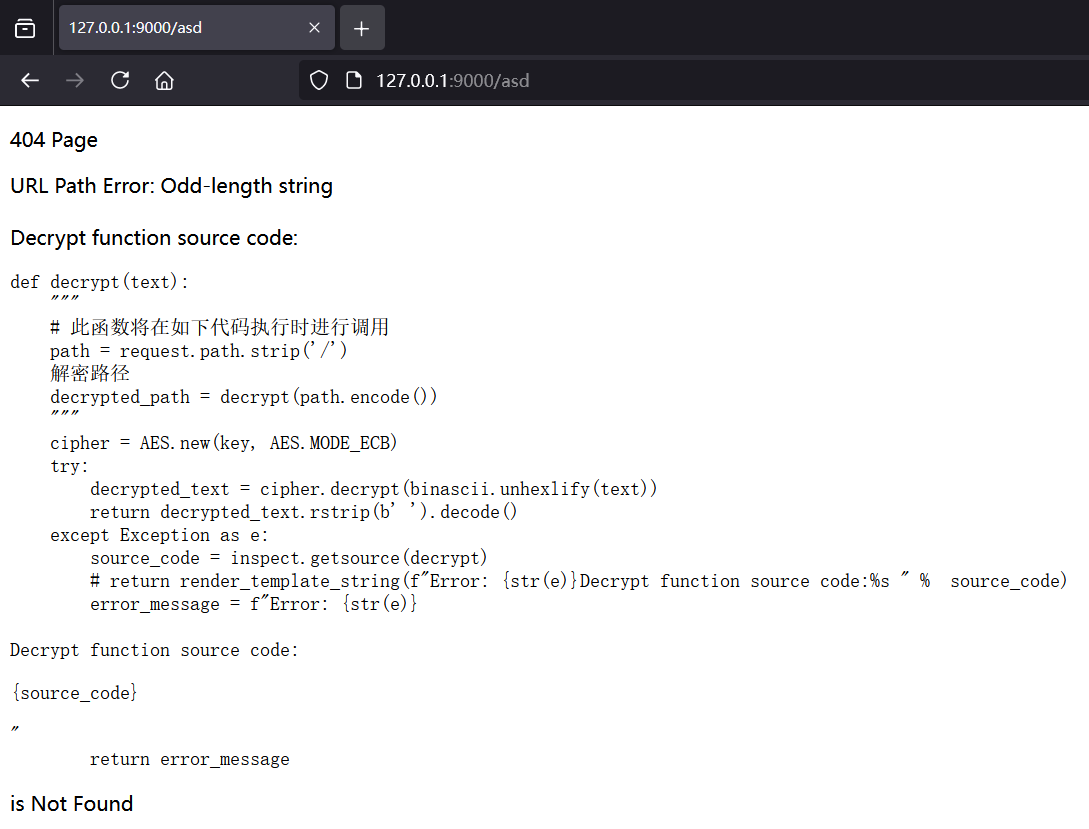 127.0.0.1:9000/asd
127.0.0.1:9000/asd
404 Page
URL Path Error: Odd-length string
Decrypt function source code:
def decrypt(text):
    """
    # 此函数将在如下代码执行时进行调用
    path = request.path.strip('/')
    解密路径
    decrypted_path = decrypt(path.encode())
    """
    cipher = AES.new(key, AES.MODE_ECB)
    try:
        decrypted_text = cipher.decrypt(binascii.unhexlify(text))
        return decrypted_text.rstrip(b' ').decode()
    except Exception as e:
        source_code = inspect.getsource(decrypt)
        # return render_template_string(f"Error: {str(e)}Decrypt function source code:%s " %  source_code)
        error_message = f"Error: {str(e)}
Decrypt function source code:
{source_code}
"
        return error_message
is Not Found